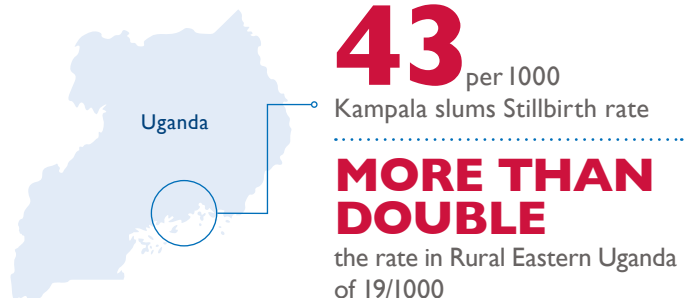 Uganda
43 per 1000
Kampala slums Stillbirth rate
MORE THAN
DOUBLE
the rate in Rural Eastern Uganda
of 19/1000